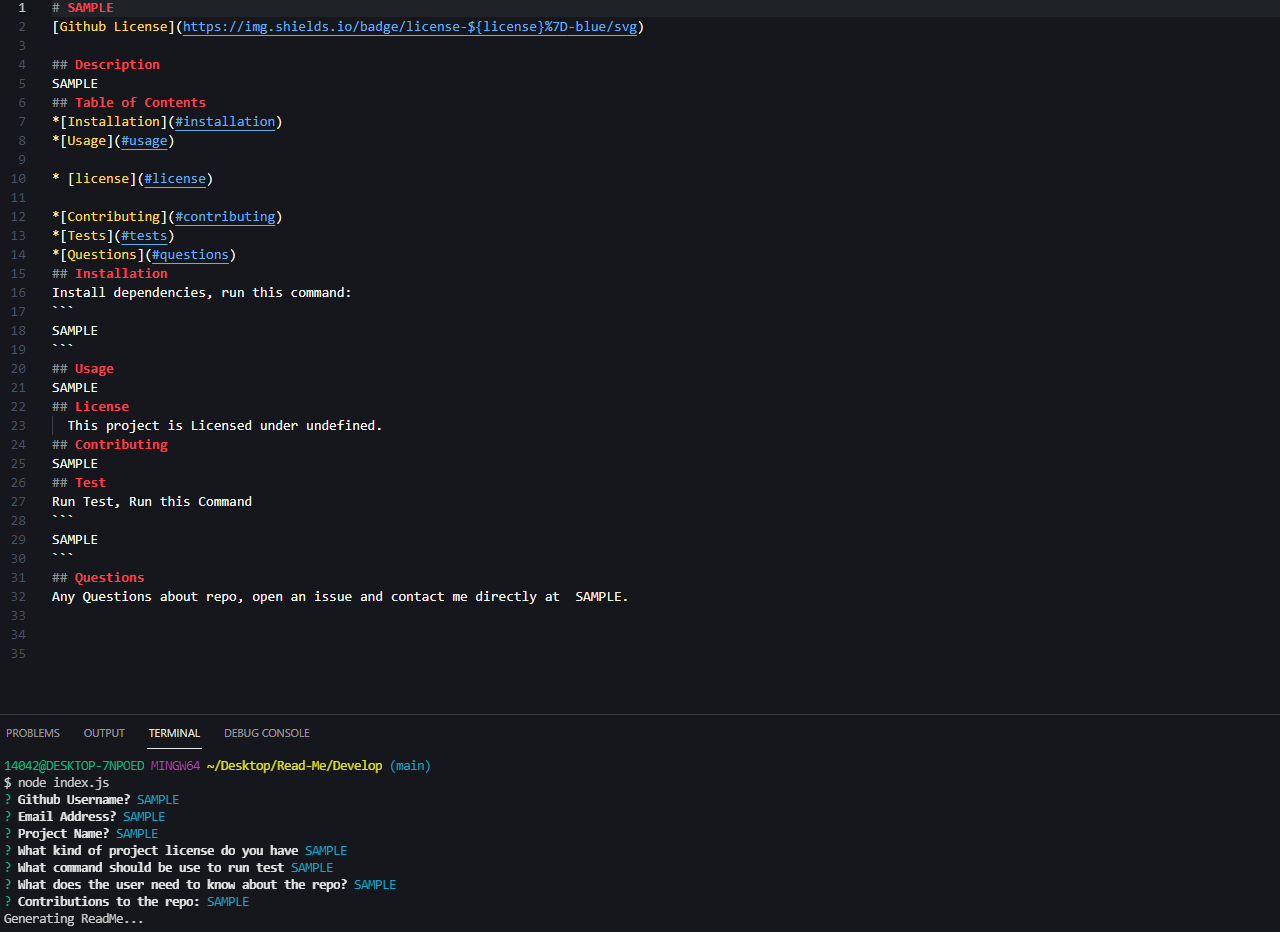 1 # SAMPLE
2 [Github License](https://img.shields.io/badge/license-${license}%7D-blue/svg)
3
4 ## Description
5 SAMPLE
6 ## Table of Contents
7 *[Installation](#installation)
8 *[Usage](#usage)
9
10 * [license](#license)
11
12 *[Contributing](#contributing)
13 *[Tests](#tests)
14 *[Questions](#questions)
15 ## Installation
16 Install dependencies, run this command:
17 ```
18 SAMPLE
19 ```
20 ## Usage
21 SAMPLE
22 ## License
23   This project is Licensed under undefined.
24 ## Contributing
25 SAMPLE
26 ## Test
27 Run Test, Run this Command
28 ```
29 SAMPLE
30 ```
31 ## Questions
32 Any Questions about repo, open an issue and contact me directly at  SAMPLE.
33
34
35
PROBLEMS OUTPUT TERMINAL DEBUG CONSOLE
14042@DESKTOP-7NPOED MINGW64 ~/Desktop/Read-Me/Develop (main)
$ node index.js
? Github Username? SAMPLE
? Email Address? SAMPLE
? Project Name? SAMPLE
? What kind of project license do you have SAMPLE
? What command should be use to run test SAMPLE
? What does the user need to know about the repo? SAMPLE
? Contributions to the repo: SAMPLE
Generating ReadMe...